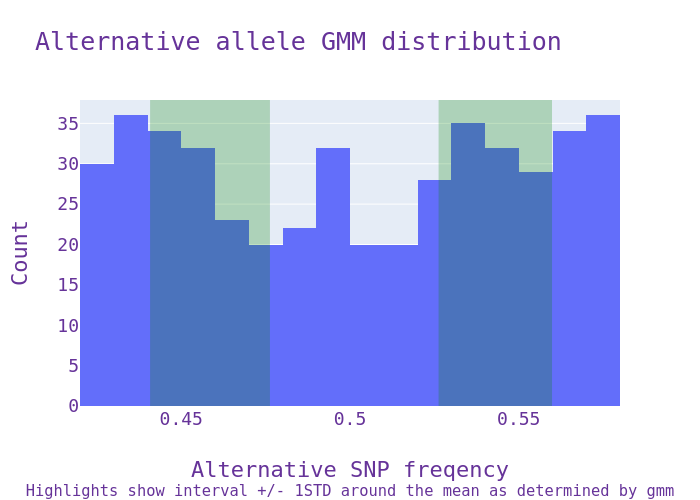 Alternative allele GMM distribution
35
30
25
20
15
10
5
0
Count
0.45 0.5 0.55
Alternative SNP freqency
Highlights show interval +/- 1STD around the mean as determined by gmm